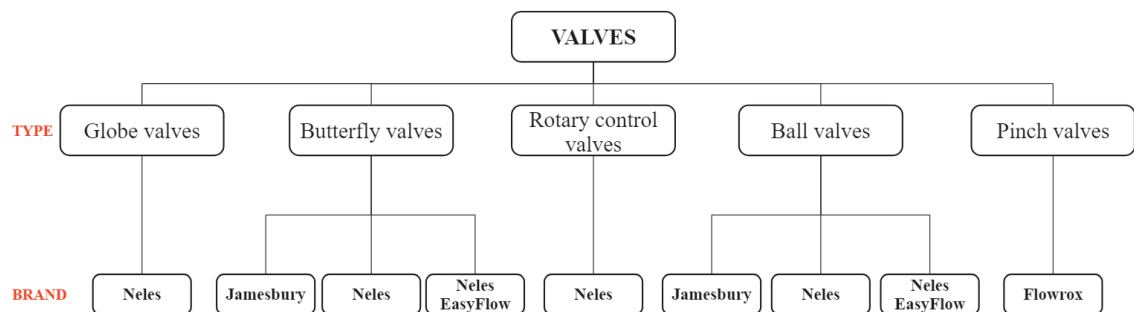 VALVES
TYPE
Globe valves
Butterfly valves
Rotary control
valves
Ball valves
Pinch valves
BRAND
Neles
Jamesbury
Neles
Neles
EasyFlow
Neles
Jamesbury
Neles
Neles
EasyFlow
Flowrox